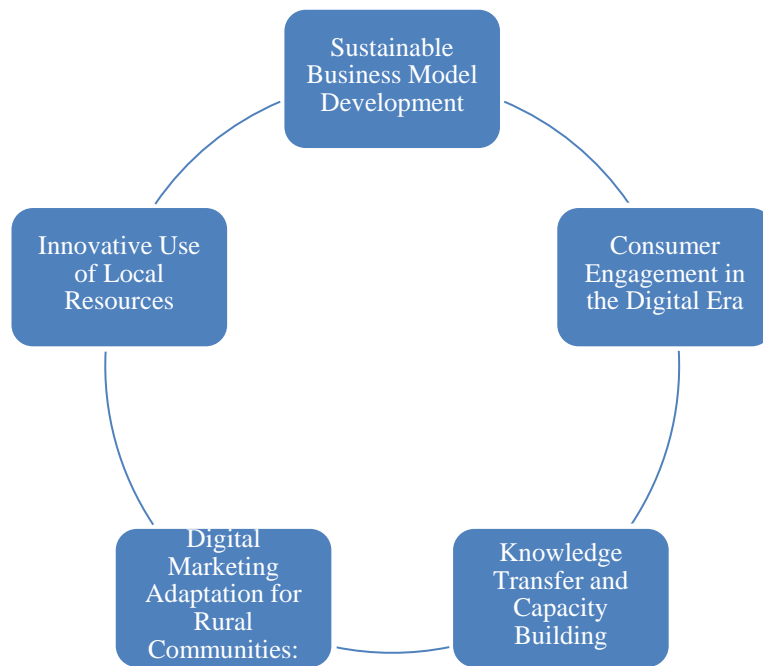 Sustainable
Business Model
Development
Consumer
Engagement in
the Digital Era
Knowledge
Transfer and
Capacity
Building
Digital
Marketing
Adaptation for
Rural
Communities:
Innovative Use
of Local
Resources